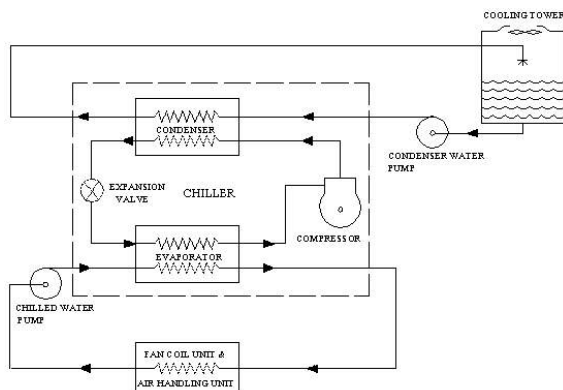 COOLING TOWER
CONDENSER
CONDENSER WATER
PUMP
EXPANSION
VALVE
CHILLER
COMPRESSOR
EVAPORATOR
CHILLED WATER
PUMP
FAN COIL UNIT &
AIR HANDLING UNIT